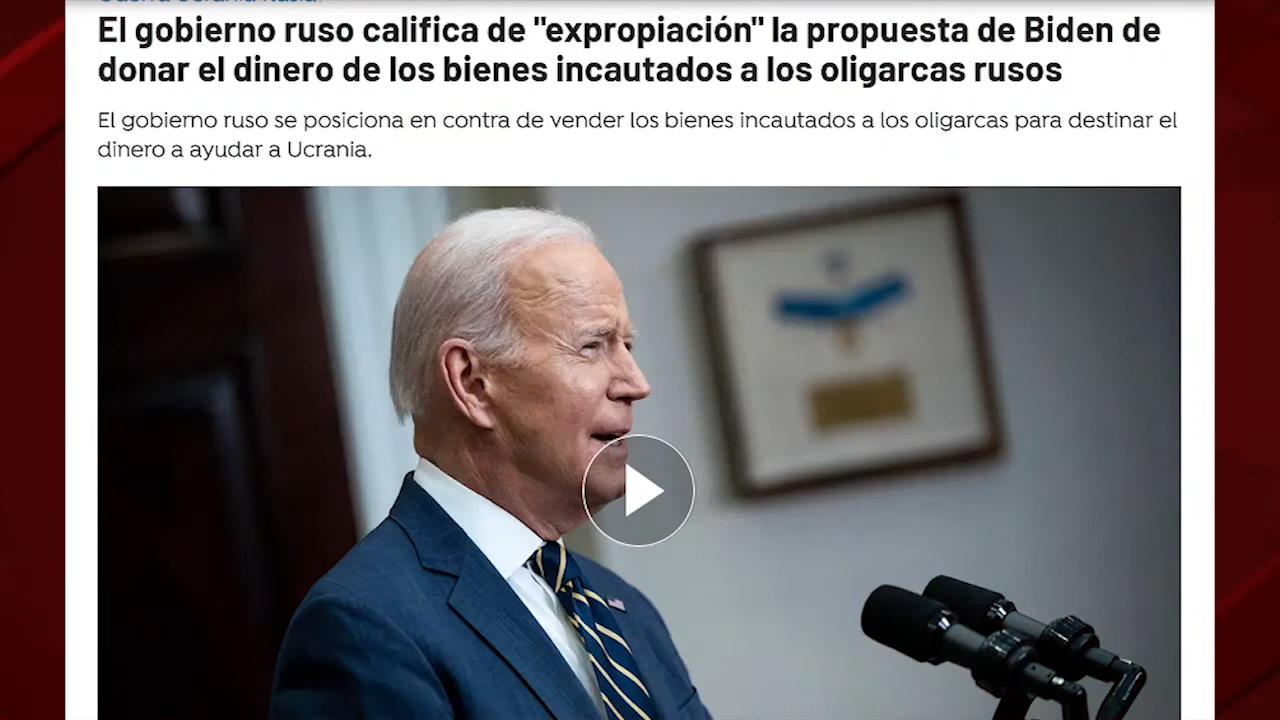 El gobierno ruso califica de "expropiación" la propuesta de Biden de
donar el dinero de los bienes incautados a los oligarcas rusos
El gobierno ruso se posiciona en contra de vender los bienes incautados a los oligarcas para destinar el
dinero a ayudar a Ucrania.